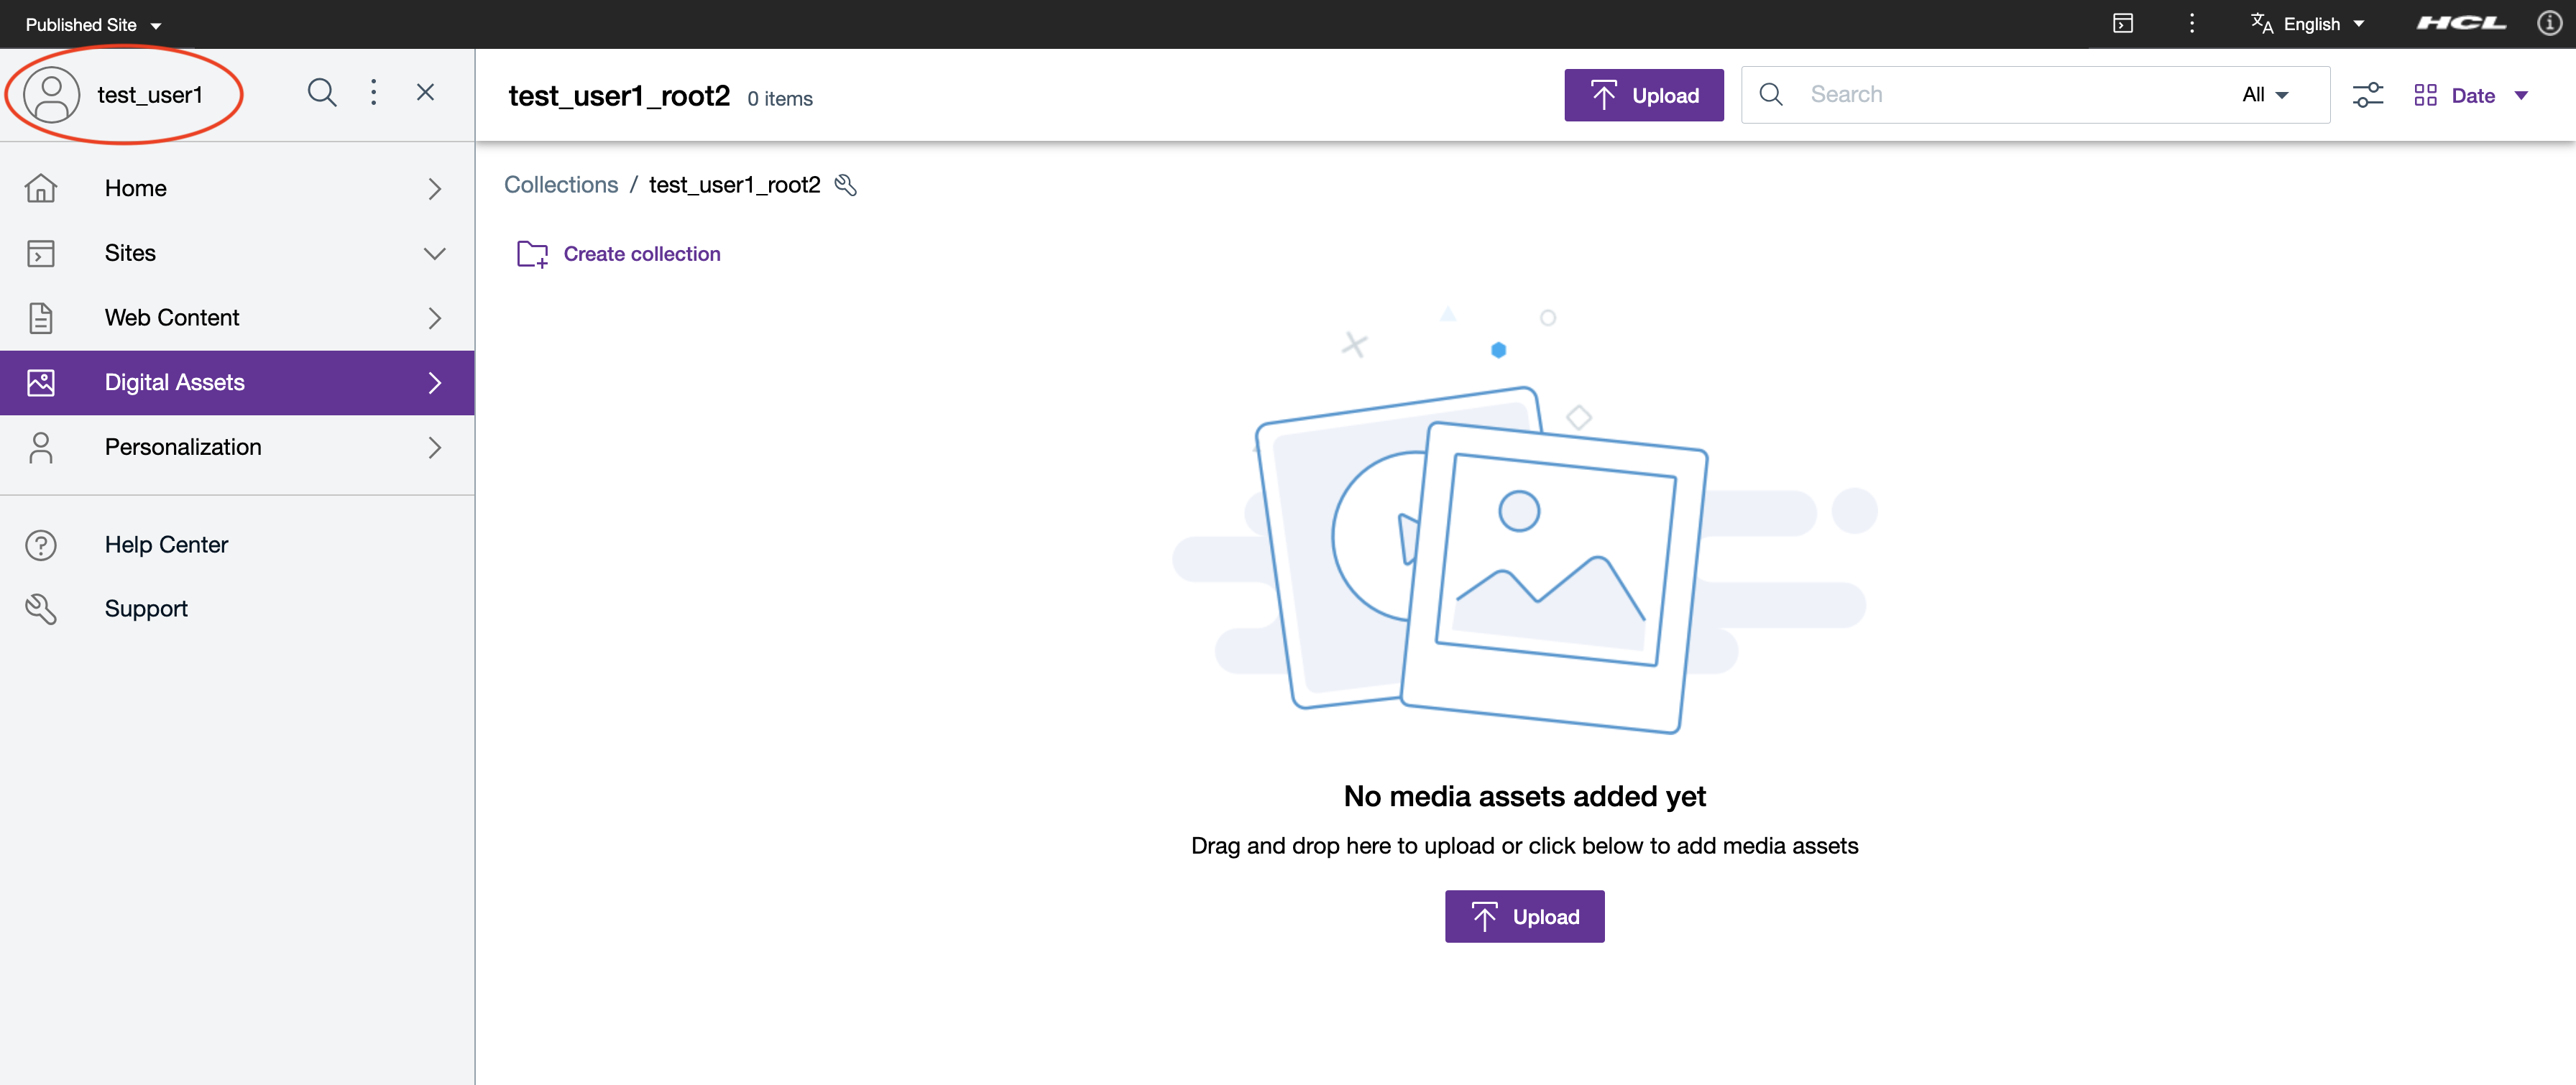 Published Site
English
HCL
test_user1
test_user1_root2 0 items
Upload
Search
All
Date
Home
Sites
Web Content
Digital Assets
Personalization
Help Center
Support
Collections / test_user1_root2
Create collection
No media assets added yet
Drag and drop here to upload or click below to add media assets
Upload